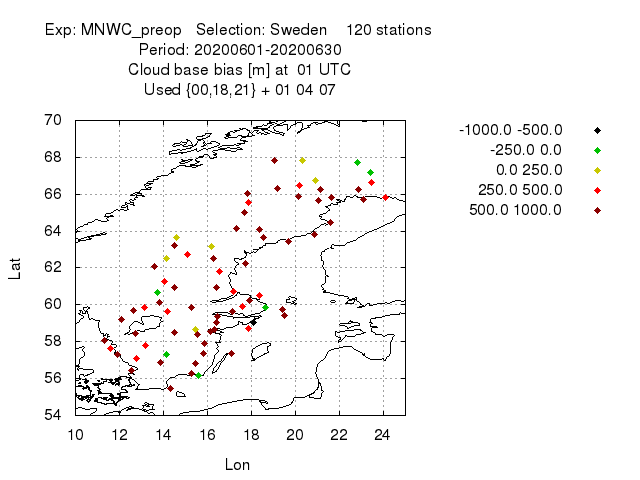 Exp: MNWC_preop   Selection: Sweden    120 stations
Period: 20200601-20200630
Cloud base bias [m] at  01 UTC
Used {00,18,21} + 01 04 07
-1000.0 -500.0
-250.0 0.0
0.0 250.0
250.0 500.0
500.0 1000.0
70
68
66
64
62
60
58
56
54
Lat
10 12 14 16 18 20 22 24
Lon